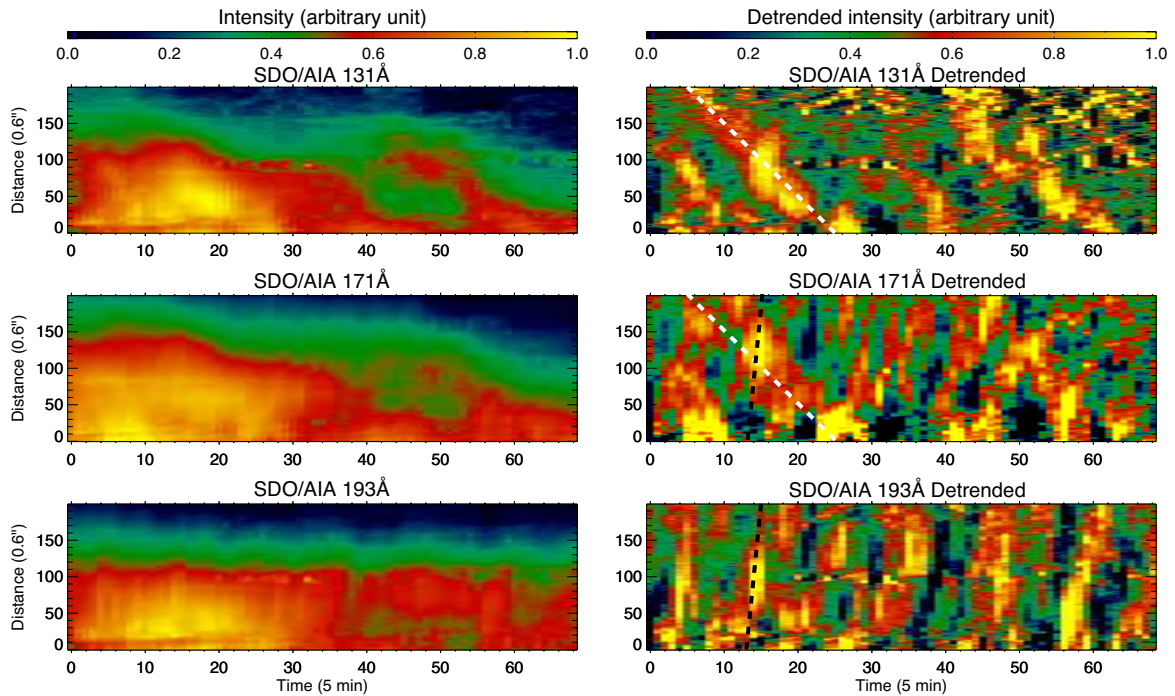 Intensity (arbitrary unit)
0.0 0.2 0.4 0.6 0.8 1.0
SDO/AIA 131Å
Distance (0.6")
150
100
50
0
0 10 20 30 40 50 60
SDO/AIA 171Å
Distance (0.6")
150
100
50
0
0 10 20 30 40 50 60
SDO/AIA 193Å
Distance (0.6")
150
100
50
0
0 10 20 30 40 50 60
Time (5 min)
Detrended intensity (arbitrary unit)
0.0 0.2 0.4 0.6 0.8 1.0
SDO/AIA 131Å Detrended
150
100
50
0
0 10 20 30 40 50 60
SDO/AIA 171Å Detrended
150
100
50
0
0 10 20 30 40 50 60
SDO/AIA 193Å Detrended
150
100
50
0
0 10 20 30 40 50 60
Time (5 min)